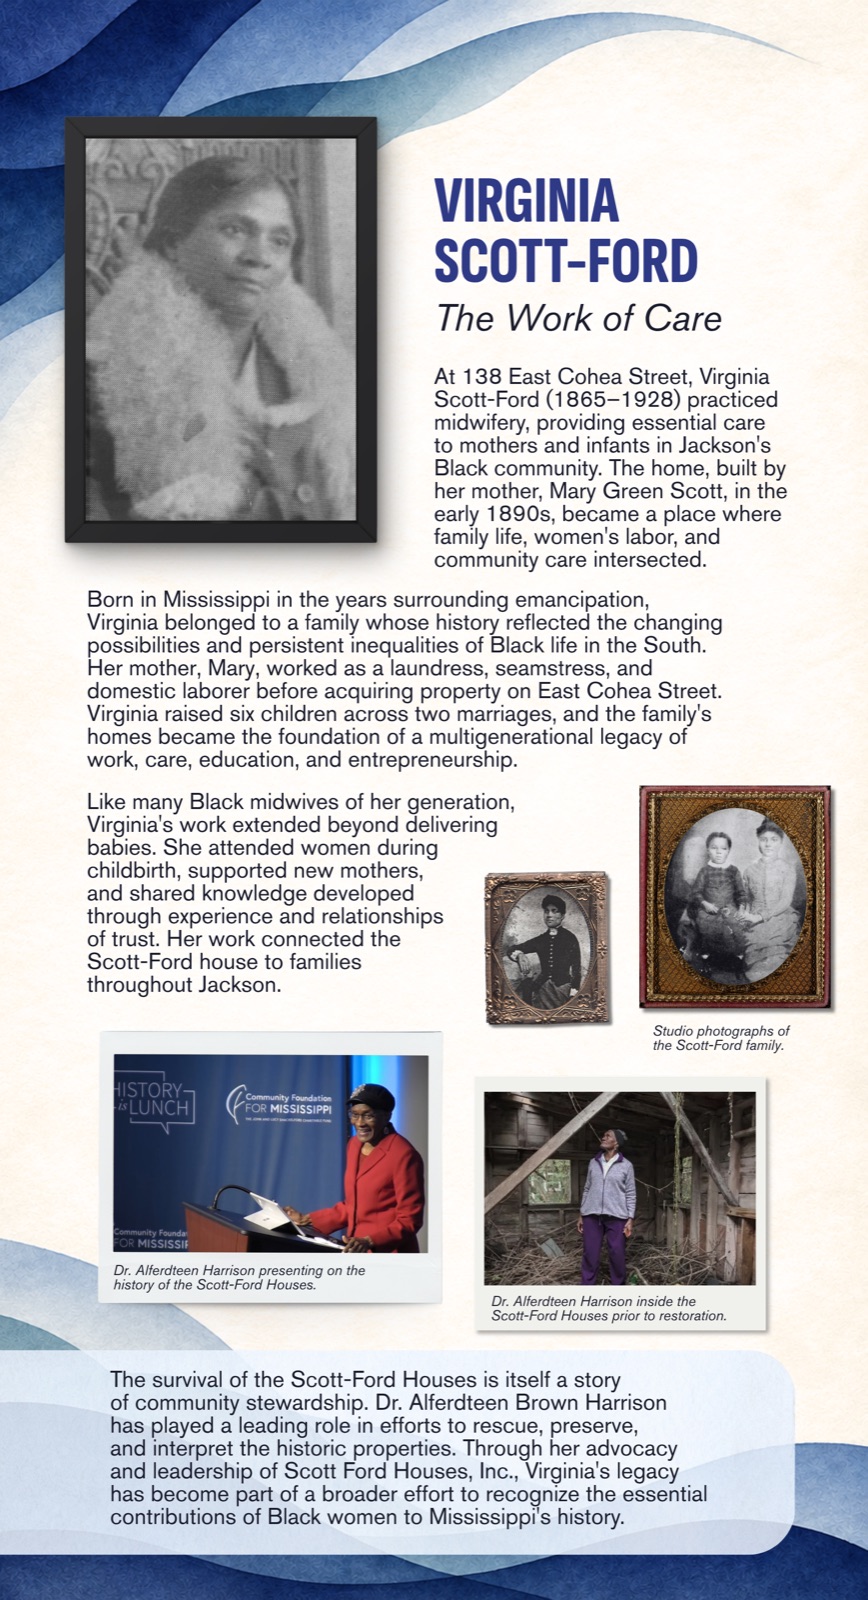 VIRGINIA
SCOTT-FORD
The Work of Care
At 138 East Cohea Street, Virginia
Scott-Ford (1865–1928) practiced
midwifery, providing essential care
to mothers and infants in Jackson's
Black community. The home, built by
her mother, Mary Green Scott, in the
early 1890s, became a place where
family life, women's labor, and
community care intersected.
Born in Mississippi in the years surrounding emancipation,
Virginia belonged to a family whose history reflected the changing
possibilities and persistent inequalities of Black life in the South.
Her mother, Mary, worked as a laundress, seamstress, and
domestic laborer before acquiring property on East Cohea Street.
Virginia raised six children across two marriages, and the family's
homes became the foundation of a multigenerational legacy of
work, care, education, and entrepreneurship.
Like many Black midwives of her generation,
Virginia's work extended beyond delivering
babies. She attended women during
childbirth, supported new mothers,
and shared knowledge developed
through experience and relationships
of trust. Her work connected the
Scott-Ford house to families
throughout Jackson.
Studio photographs of
the Scott-Ford family.
HISTORY
is LUNCH
Community Foundation
FOR MISSISSIPPI
Community Founda
FOR MISSISSIP
Dr. Alferdteen Harrison presenting on the
history of the Scott-Ford Houses.
Dr. Alferdteen Harrison inside the
Scott-Ford Houses prior to restoration.
The survival of the Scott-Ford Houses is itself a story
of community stewardship. Dr. Alferdteen Brown Harrison
has played a leading role in efforts to rescue, preserve,
and interpret the historic properties. Through her advocacy
and leadership of Scott Ford Houses, Inc., Virginia's legacy
has become part of a broader effort to recognize the essential
contributions of Black women to Mississippi's history.